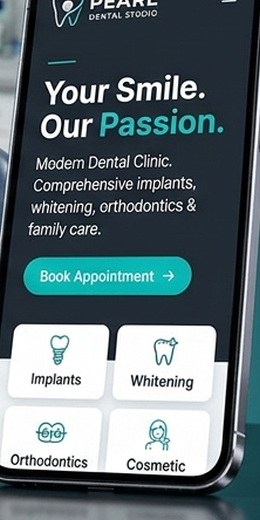 PEARL
DENTAL STUDIO
Your Smile.
Our Passion.
Modern Dental Clinic.
Comprehensive implants,
whitening, orthodontics &
family care.
Book Appointment →
Implants
Whitening
Orthodontics
Cosmetic